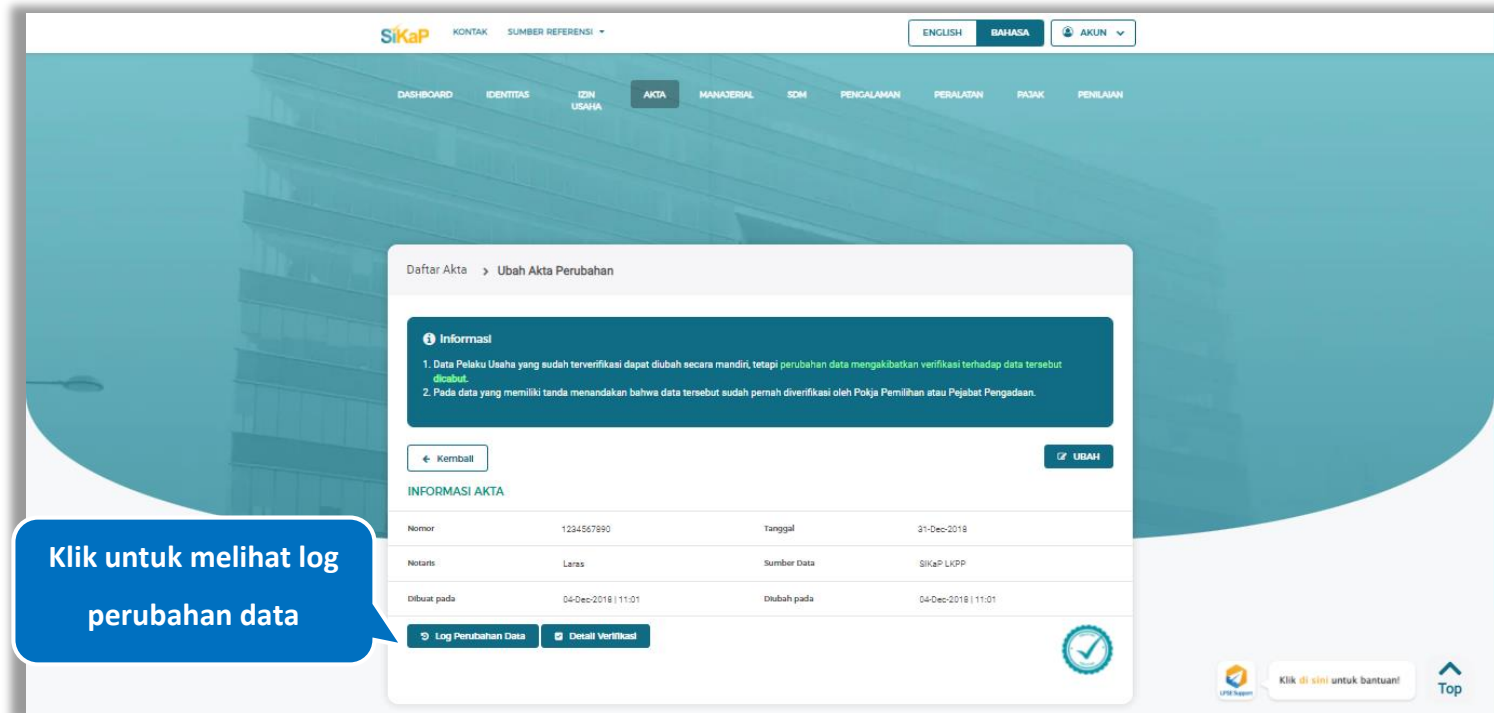 SiKaP KONTAK SUMBER REFERENSI ENGLISH BAHASA AKUN
DASHBOARD IDENTITAS IZIN USAHA AKTA MANAJERIAL SDM PENGALAMAN PERALATAN PAJAK PENILAIAN
Daftar Akta > Ubah Akta Perubahan
Informasi
1. Data Pelaku Usaha yang sudah terverifikasi dapat diubah secara mandiri, tetapi perubahan data mengakibatkan verifikasi terhadap data tersebut
dicabut.
2. Pada data yang memiliki tanda menandakan bahwa data tersebut sudah pernah diverifikasi oleh Pokja Pemilihan atau Pejabat Pengadaan.
← Kembali UBAH
INFORMASI AKTA
Nomor 1234567890 Tanggal 31-Dec-2018
Notaris Laras Sumber Data SIKaP LKPP
Dibuat pada 04-Dec-2018 | 11:01 Diubah pada 04-Dec-2018 | 11:01
Log Perubahan Data Detail Verifikasi
Klik untuk melihat log
perubahan data
LPSE Support Klik di sini untuk bantuan! Top